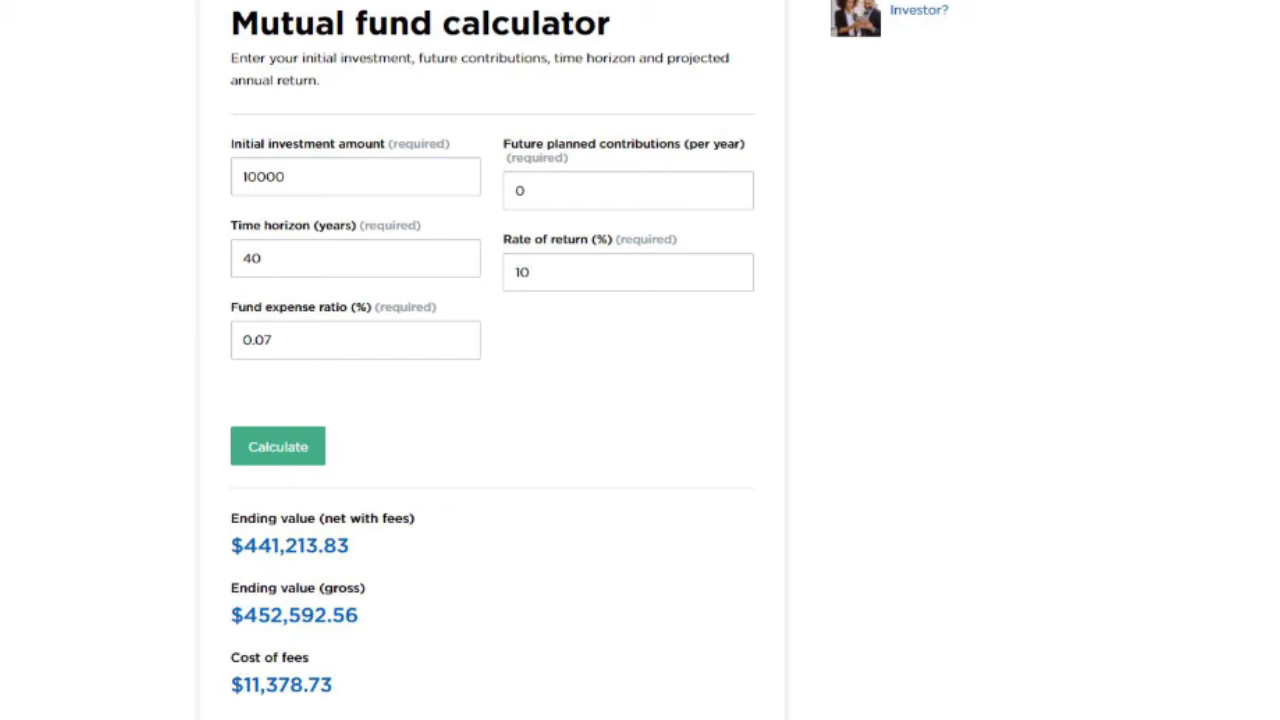 Mutual fund calculator
Enter your initial investment, future contributions, time horizon and projected
annual return.
Investor?
Initial investment amount (required)
10000
Future planned contributions (per year)
(required)
0
Time horizon (years) (required)
40
Rate of return (%) (required)
10
Fund expense ratio (%) (required)
0.07
Calculate
Ending value (net with fees)
$441,213.83
Ending value (gross)
$452,592.56
Cost of fees
$11,378.73